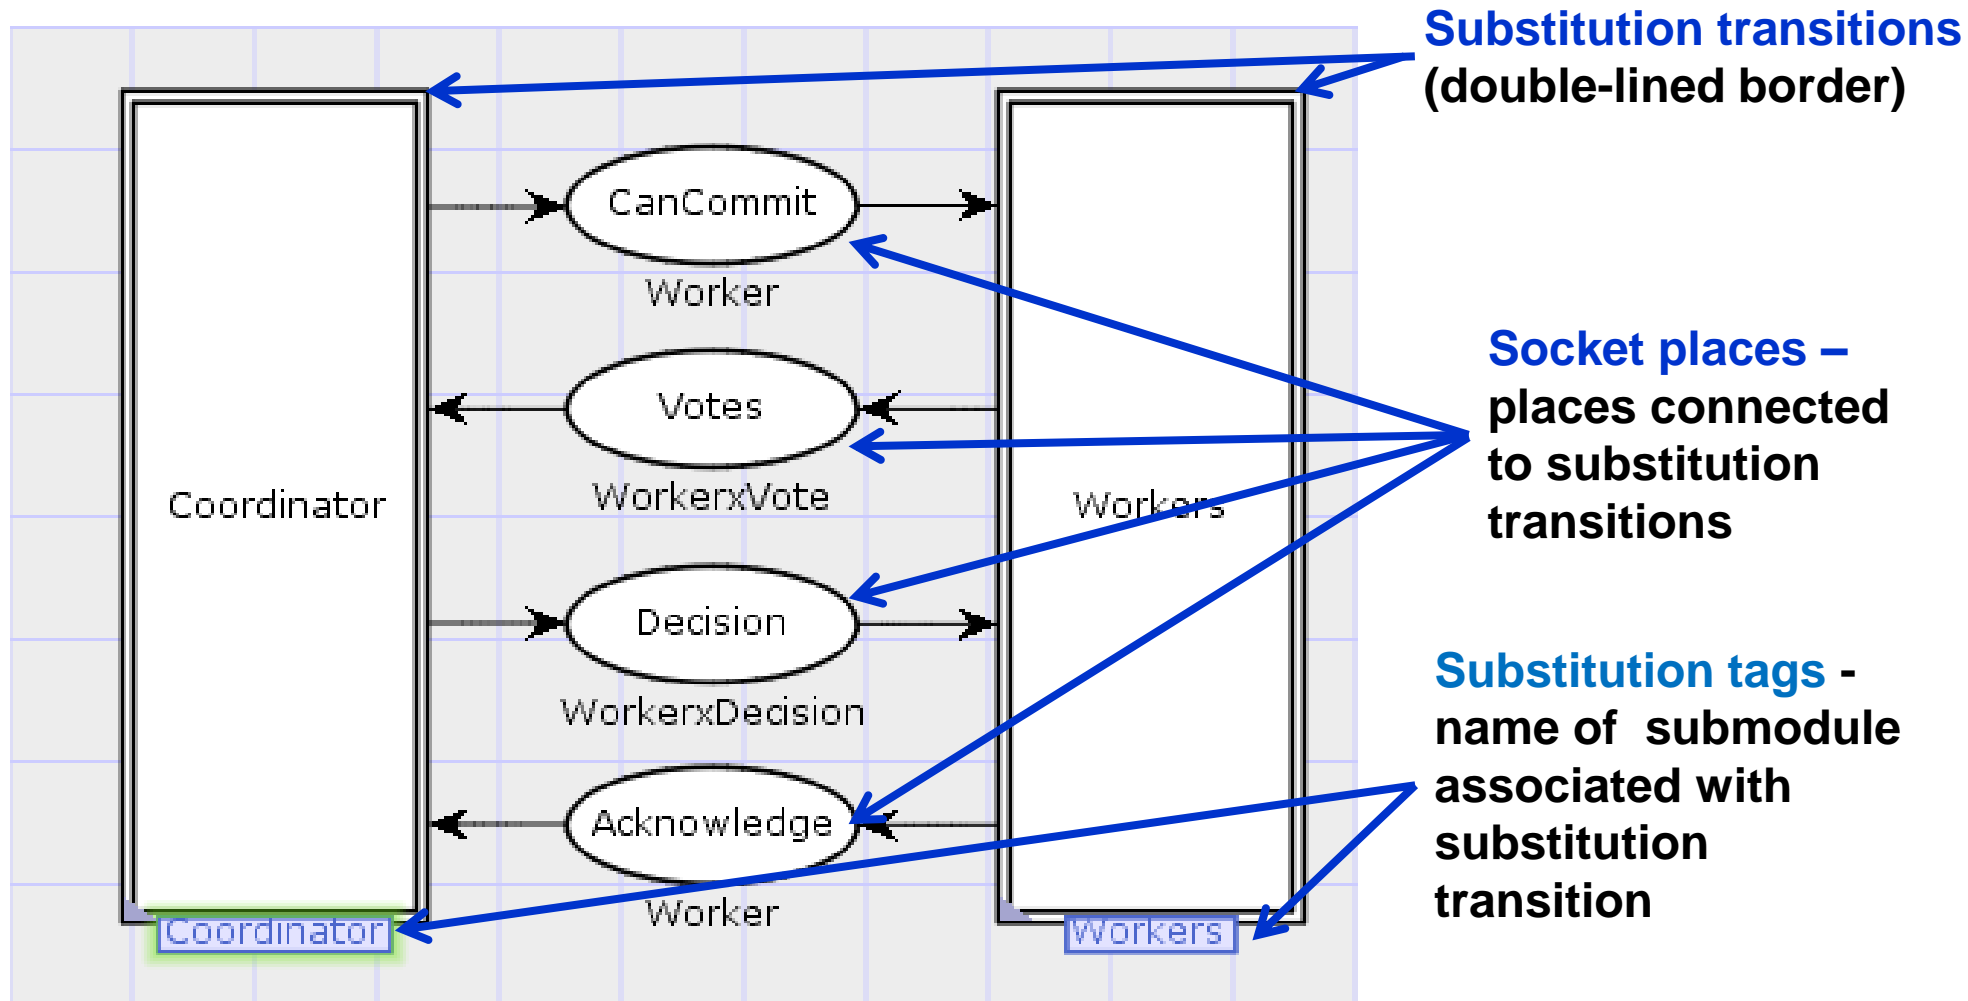 Substitution transitions
(double-lined border)
CanCommit
Worker
Votes
WorkerxVote
Coordinator
Workers
Decision
WorkerxDecision
Acknowledge
Worker
Coordinator
Workers
Socket places –
places connected
to substitution
transitions
Substitution tags -
name of submodule
associated with
substitution
transition